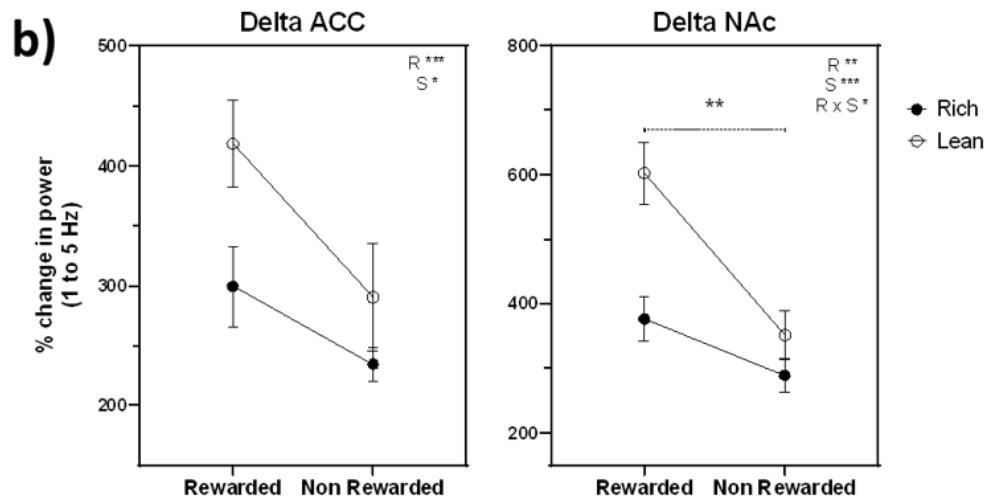 b)
Delta ACC
% change in power
(1 to 5 Hz)
500
400
300
200
R ***
S *
Rewarded Non Rewarded
Delta NAc
800
600
400
200
R **
S ***
R x S *
**
Rewarded Non Rewarded
Rich
Lean